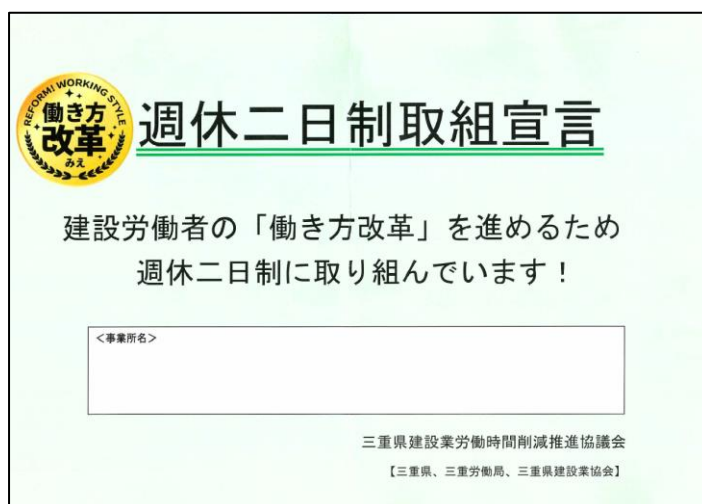 REFORM! WORKING STYLE
働き方
改革
みえ
週休二日制取組宣言
建設労働者の「働き方改革」を進めるため
週休二日制に取り組んでいます！
＜事業所名＞
三重県建設業労働時間削減推進協議会
【三重県、三重労働局、三重県建設業協会】